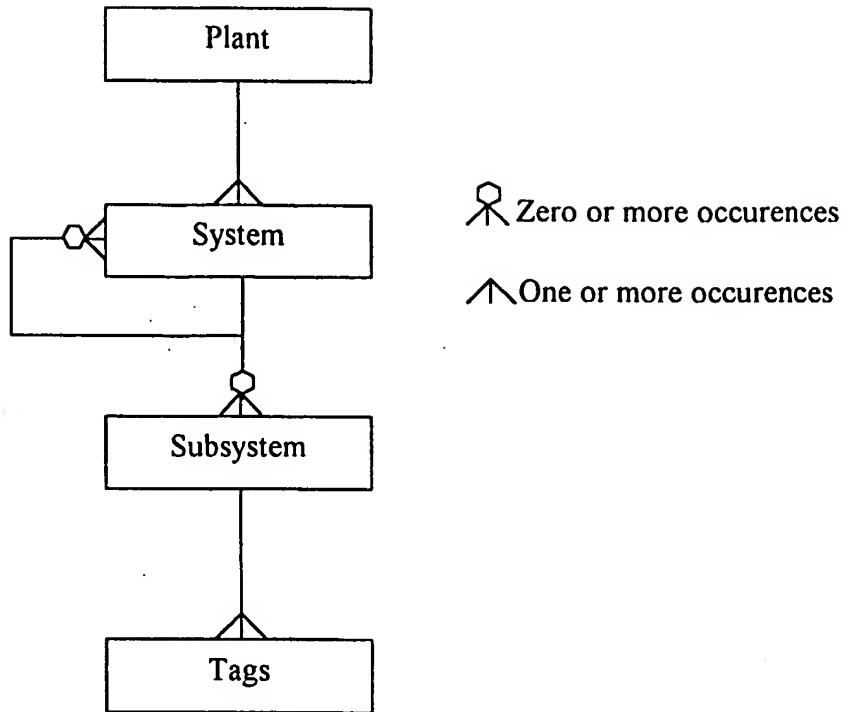 Plant
System
Zero or more occurences
One or more occurences
Subsystem
Tags